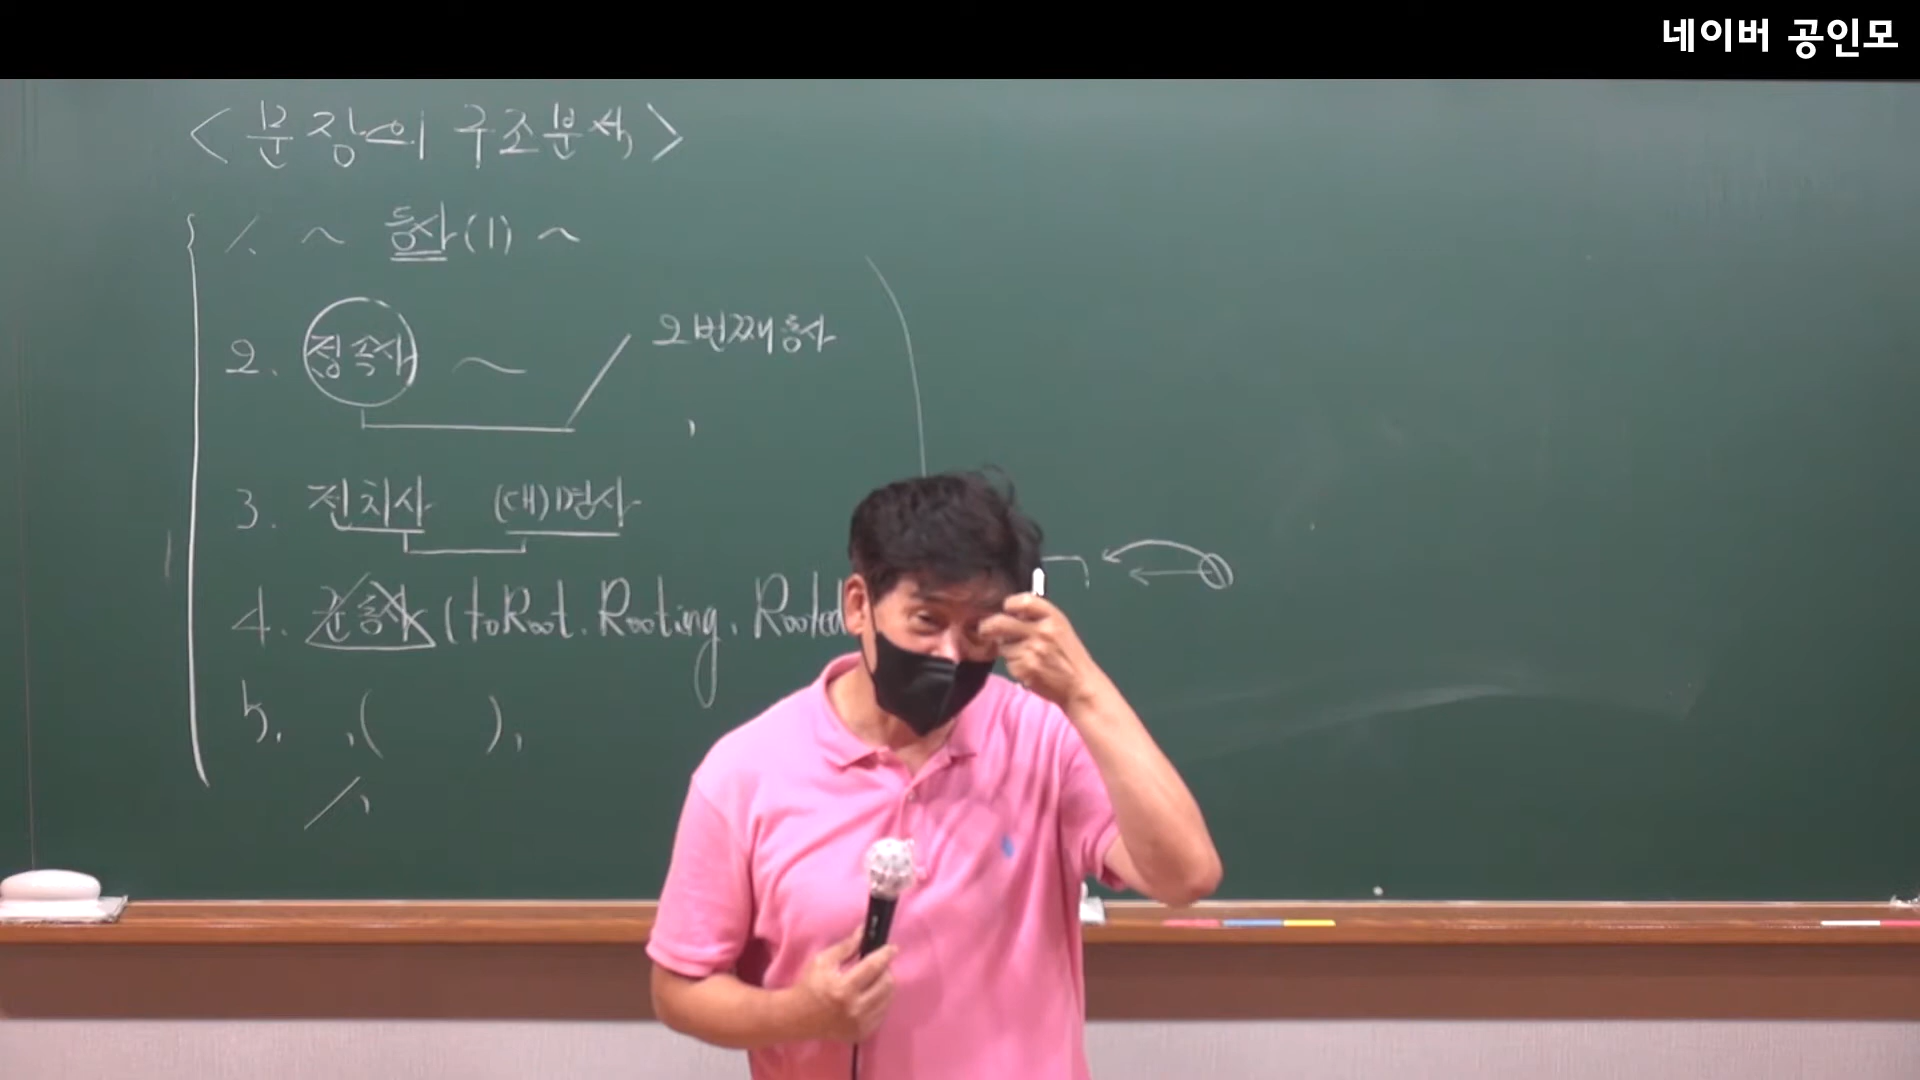 네이버 공인모
<문장의 구조분석>
1. ~ 동사(1) ~
2. 접속사 ~ 2번째 동사
3. 전치사 (대)명사
4. 준동사 (to Root. Rooting, Rooted
5. ,( ),
/,